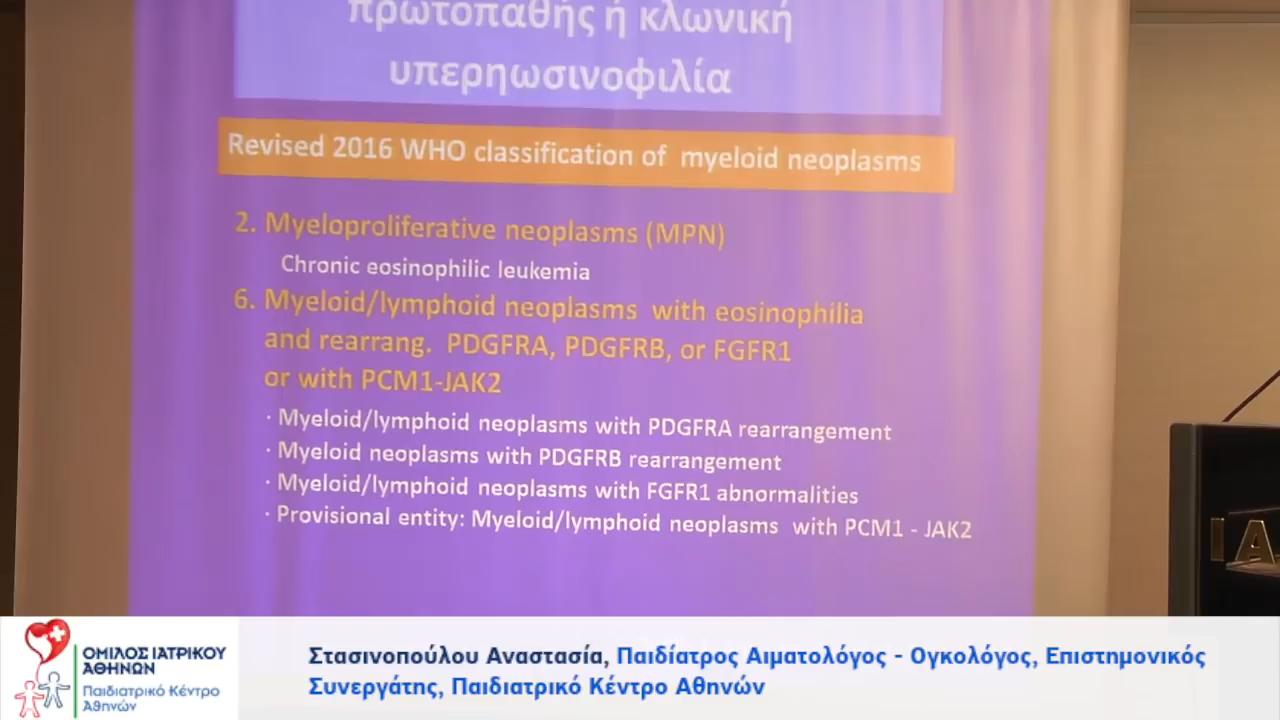 πρωτοπαθής ή κλωνική
υπερηωσινοφιλία
Revised 2016 WHO classification of myeloid neoplasms
2. Myeloproliferative neoplasms (MPN)
Chronic eosinophilic leukemia
6. Myeloid/lymphoid neoplasms with eosinophilia
and rearrang. PDGFRA, PDGFRB, or FGFR1
or with PCM1-JAK2
· Myeloid/lymphoid neoplasms with PDGFRA rearrangement
· Myeloid neoplasms with PDGFRB rearrangement
· Myeloid/lymphoid neoplasms with FGFR1 abnormalities
· Provisional entity: Myeloid/lymphoid neoplasms with PCM1 - JAK2
ΙΑ
ΟΜΙΛΟΣ ΙΑΤΡΙΚΟΥ
ΑΘΗΝΩΝ
Παιδιατρικό Κέντρο
Αθηνών
Στασινοπούλου Αναστασία, Παιδίατρος Αιματολόγος - Ογκολόγος, Επιστημονικός
Συνεργάτης, Παιδιατρικό Κέντρο Αθηνών